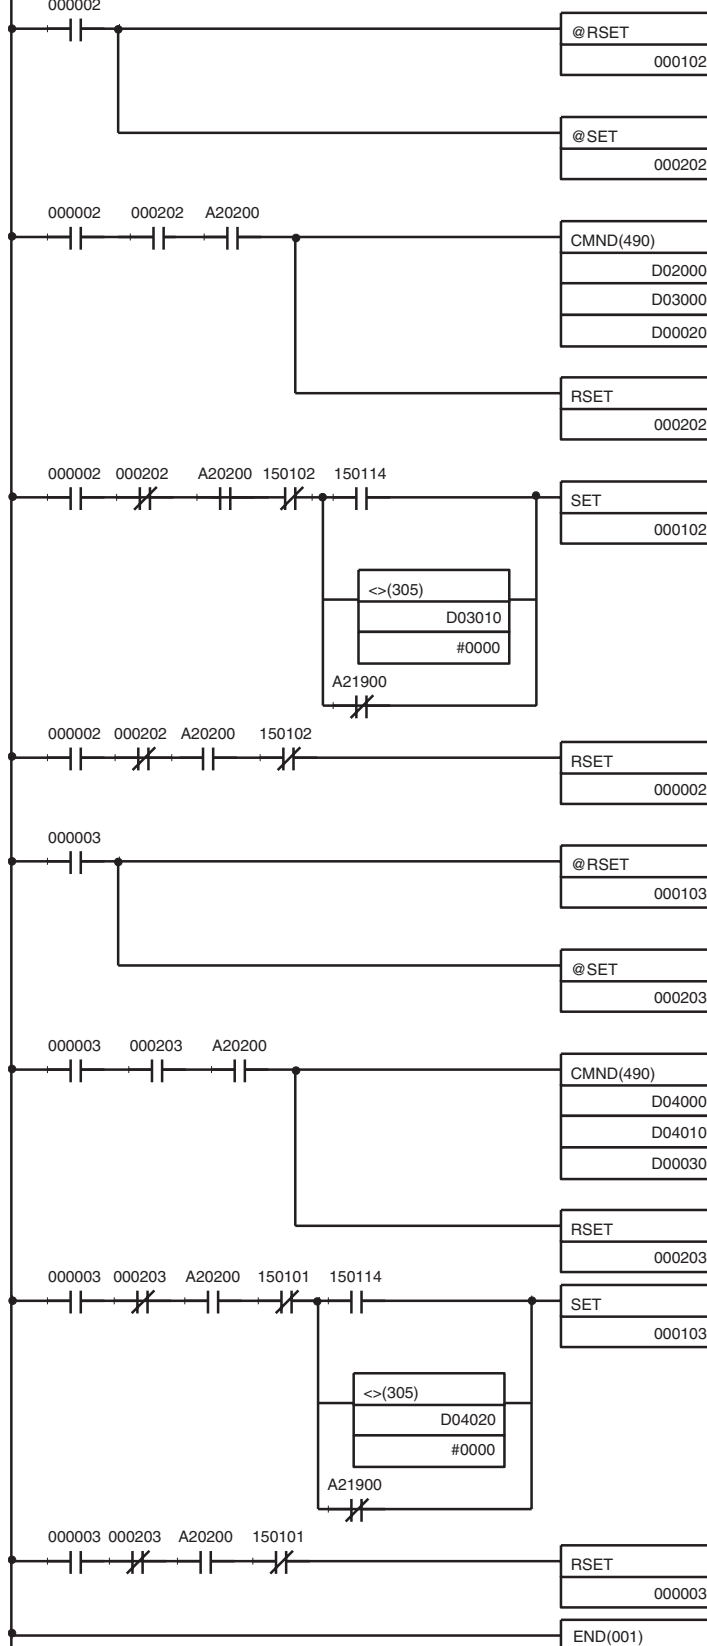 000002
@RSET
000102
@SET
000202
000002 000202 A20200
CMND(490)
D02000
D03000
D00020
RSET
000202
000002 000202 A20200 150102 150114
SET
000102
<>(305)
D03010
#0000
A21900
000002 000202 A20200 150102
RSET
000002
000003
@RSET
000103
@SET
000203
000003 000203 A20200
CMND(490)
D04000
D04010
D00030
RSET
000203
000003 000203 A20200 150101 150114
SET
000103
<>(305)
D04020
#0000
A21900
000003 000203 A20200 150101
RSET
000003
END(001)